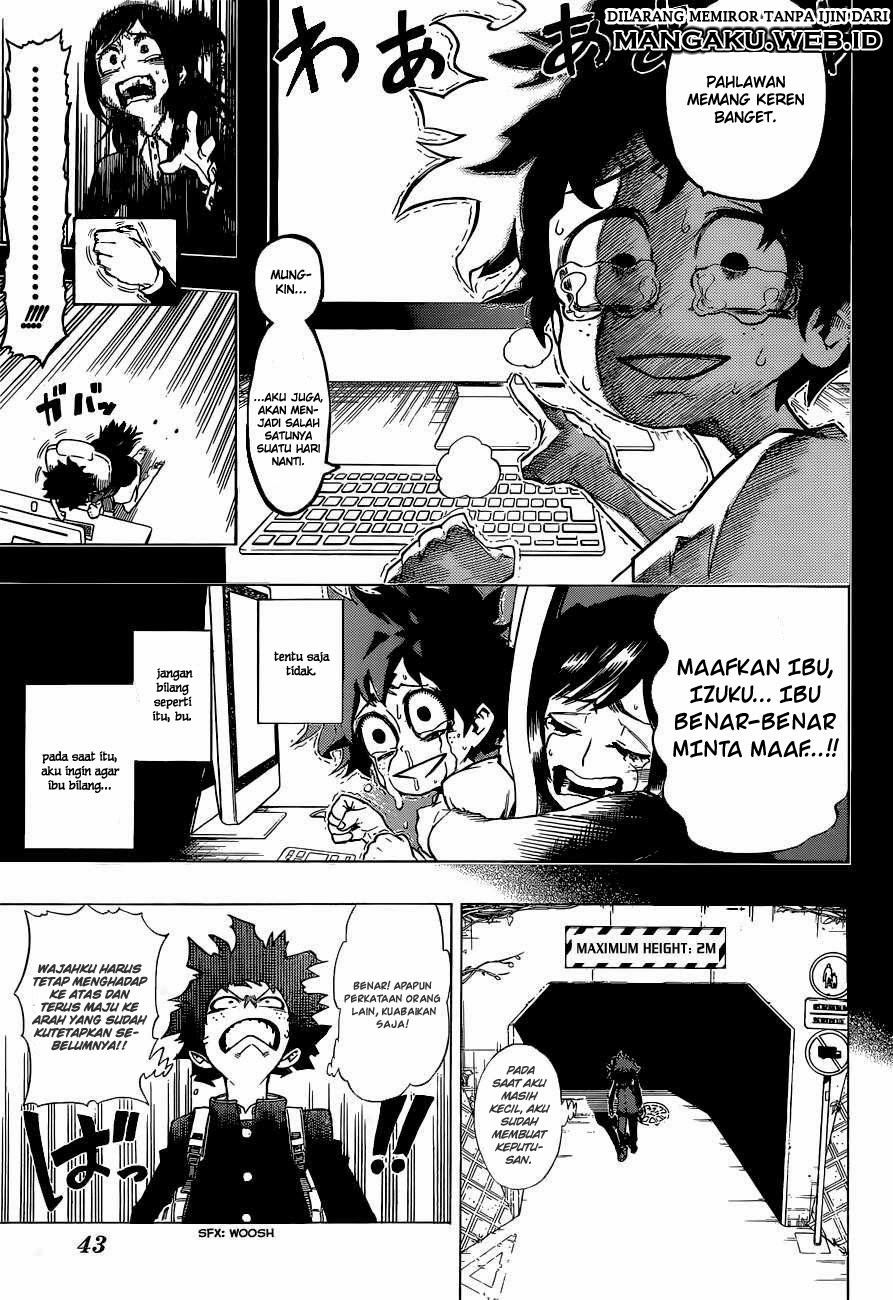 DILARANG MEMIROR TANPA IJIN DARI
MANGAKU.WEB.ID
わぁ ぁ ぁ
PAHLAWAN
MEMANG KEREN
BANGET.
MUNG-
KIN...
...AKU JUGA,
AKAN MEN-
JADI SALAH
SATUNYA
SUATU HARI
NANTI.
!!!!
ガバッ
MAAFKAN IBU,
IZUKU... IBU
BENAR-BENAR
MINTA MAAF...!!
tentu saja
tidak.
jangan
bilang
seperti
itu, bu.
pada saat itu,
aku ingin agar
ibu bilang...
MAXIMUM HEIGHT: 2M
PADA
SAAT AKU
MASIH
KECIL, AKU
SUDAH
MEMBUAT
KEPUTU-
SAN.
BENAR! APAPUN
PERKATAAN ORANG
LAIN, KUABAIKAN
SAJA!
WAJAHKU HARUS
TETAP MENGHADAP
KE ATAS DAN
TERUS MAJU KE
ARAH YANG SUDAH
KUTETAPKAN SE-
BELUMNYA!!
ばっ
!!
SFX: WOOSH
43